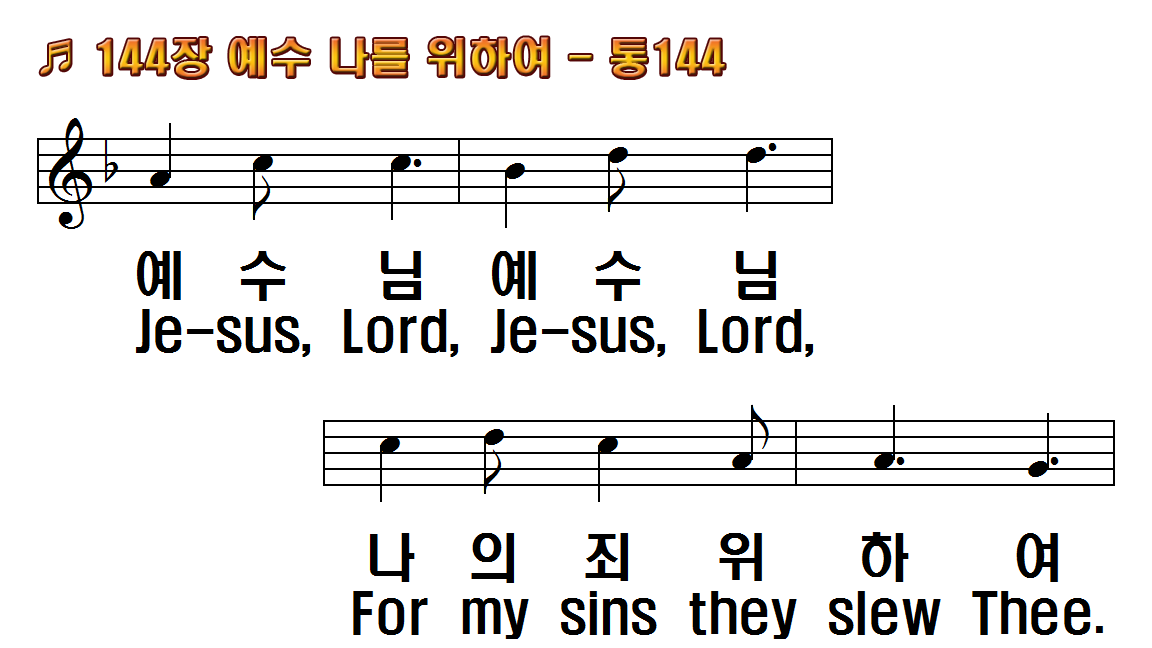 144장 예수 나를 위하여 - 통144
예 수 님 예 수 님
Je-sus, Lord, Je-sus, Lord,
나 의 죄 위 하 여
For my sins they slew Thee.